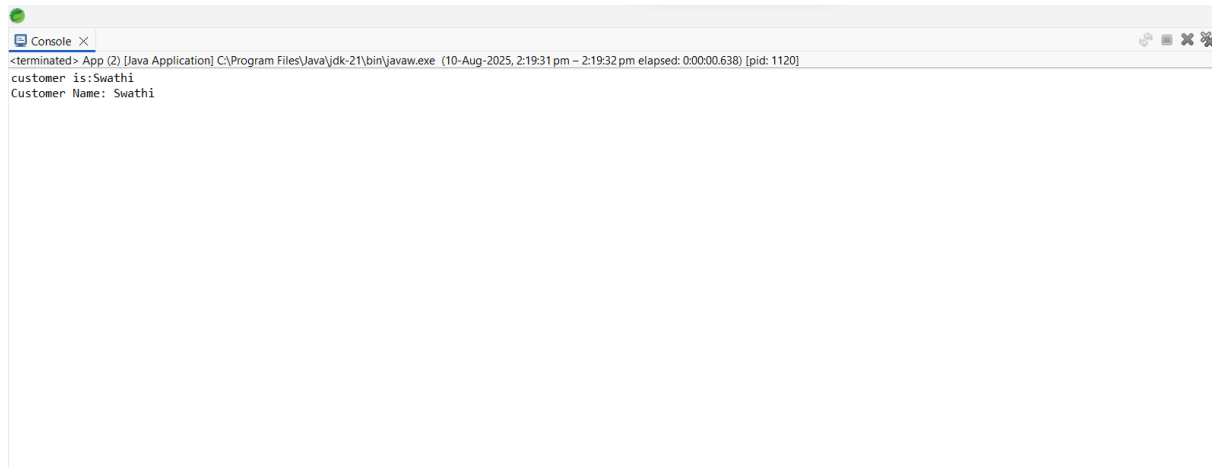 Console
<terminated> App (2) [Java Application] C:\Program Files\Java\jdk-21\bin\javaw.exe (10-Aug-2025, 2:19:31 pm – 2:19:32 pm elapsed: 0:00:00.638) [pid: 1120]
customer is:Swathi
Customer Name: Swathi